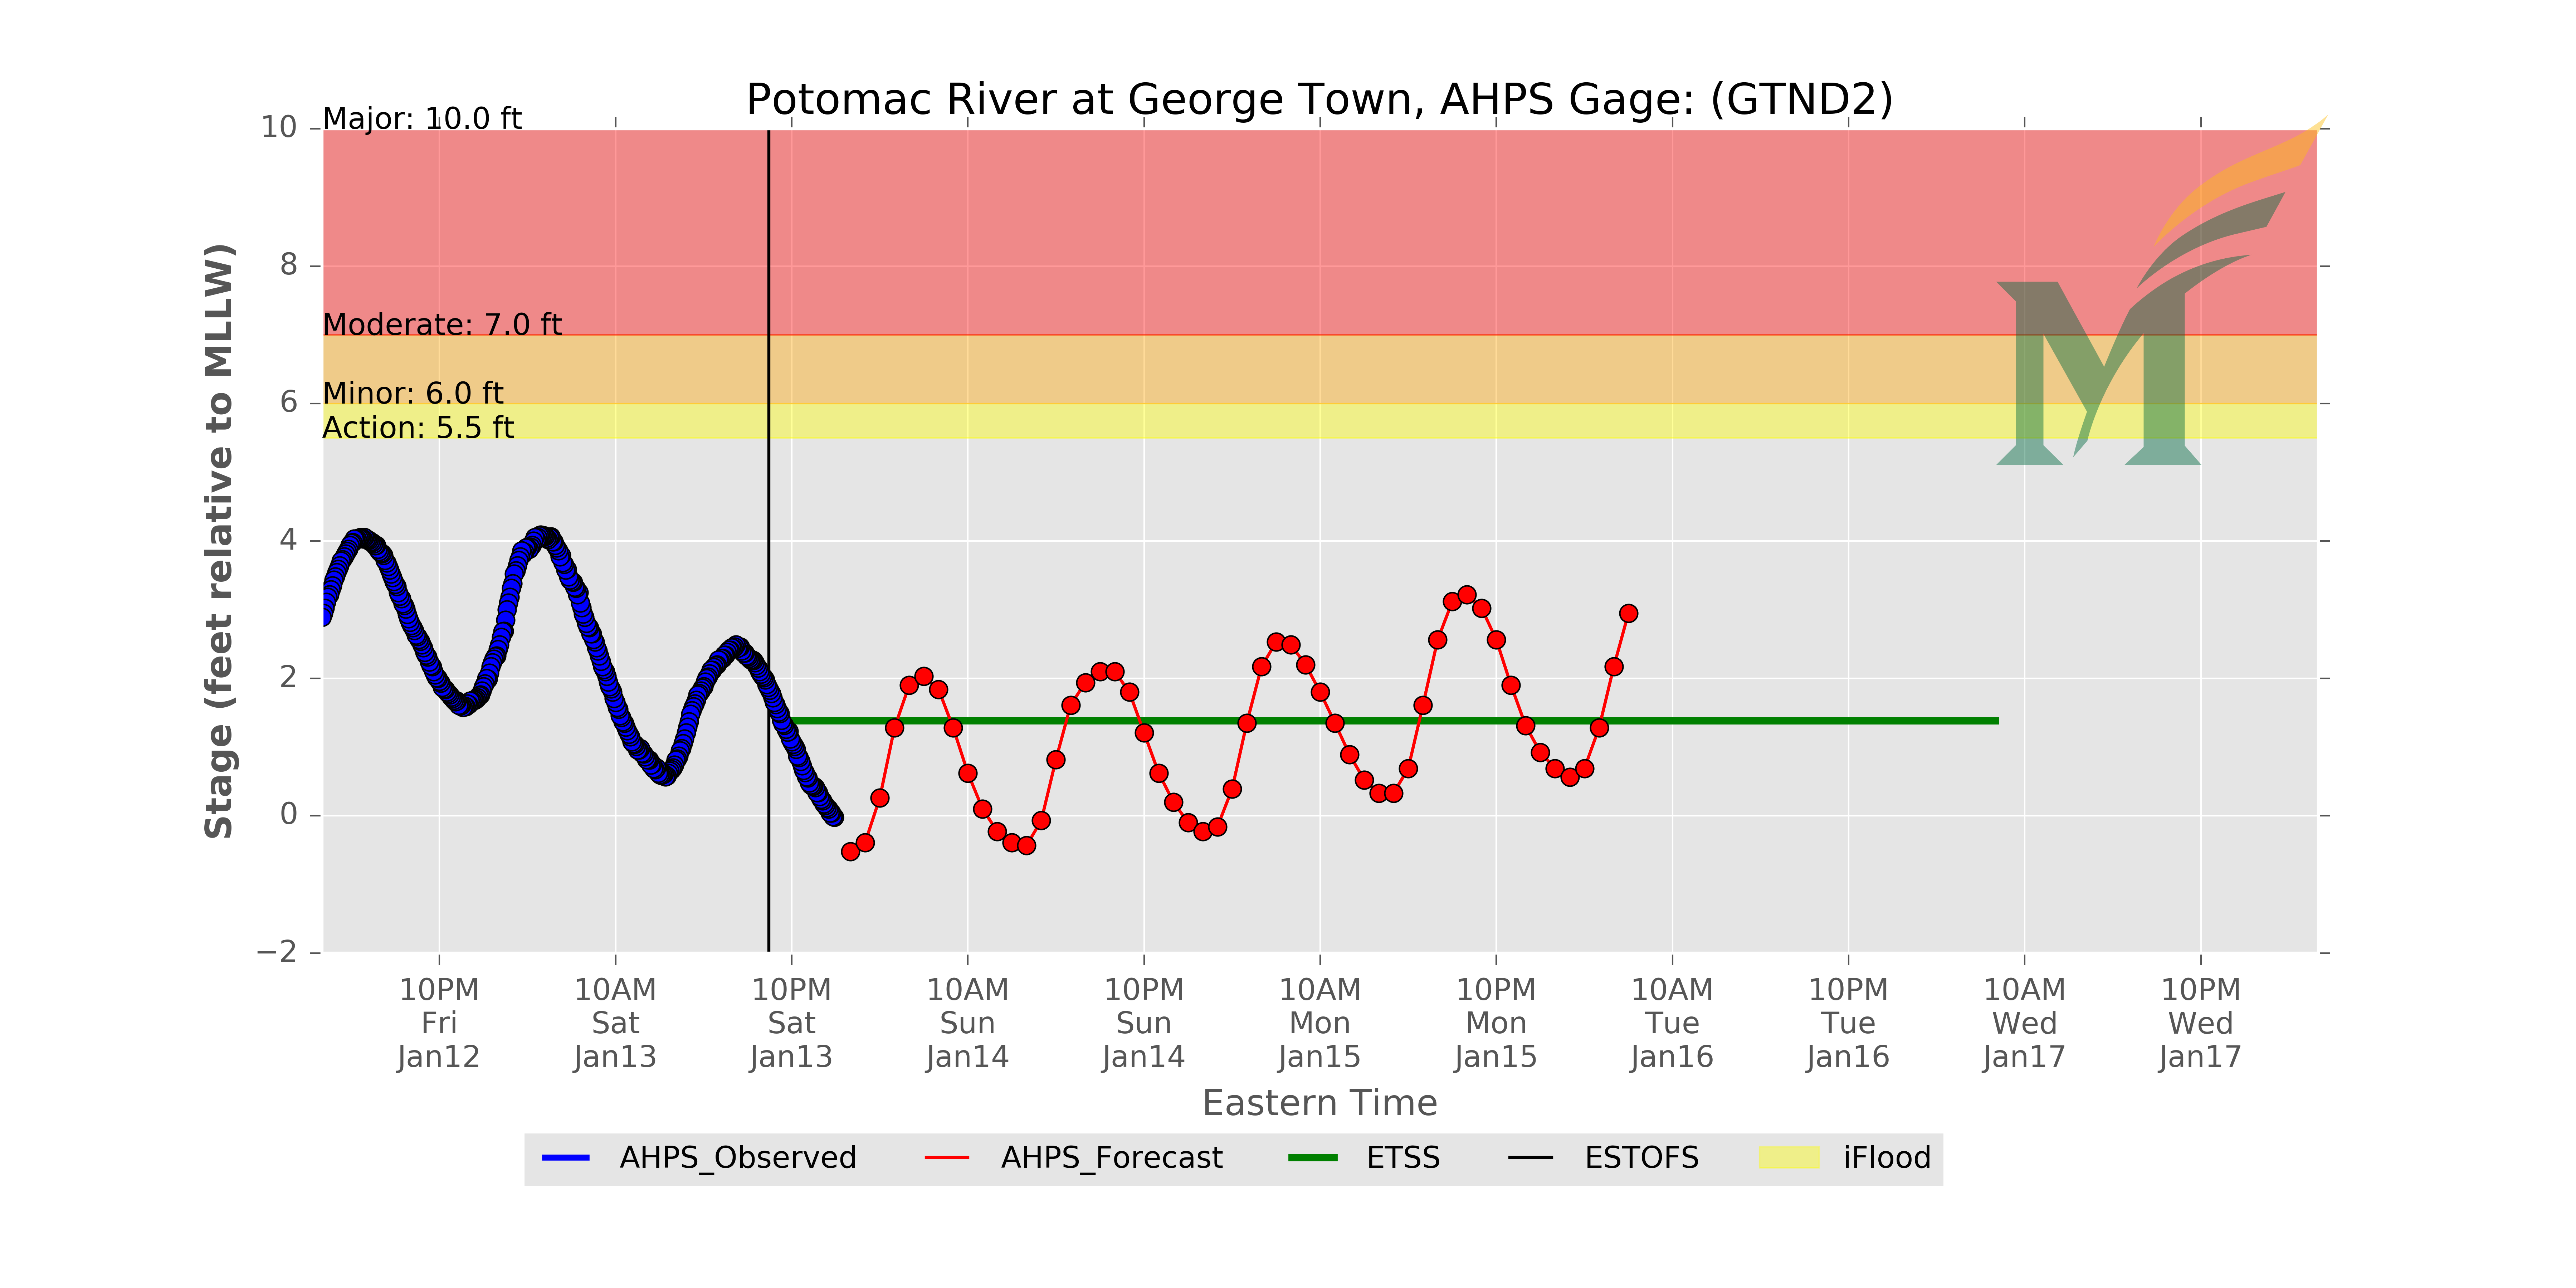 Potomac River at George Town, AHPS Gage: (GTND2)
Major: 10.0 ft
Moderate: 7.0 ft
Minor: 6.0 ft
Action: 5.5 ft
Stage (feet relative to MLLW)
10
8
6
4
2
0
−2
10PM 10AM 10PM 10AM 10PM 10AM 10PM 10AM 10PM 10AM 10PM
Fri Sat Sat Sun Sun Mon Mon Tue Tue Wed Wed
Jan12 Jan13 Jan13 Jan14 Jan14 Jan15 Jan15 Jan16 Jan16 Jan17 Jan17
Eastern Time
AHPS_Observed AHPS_Forecast ETSS ESTOFS iFlood
M